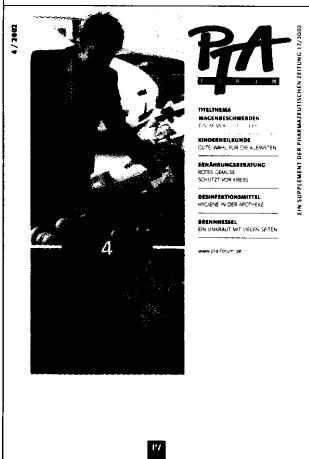 4 / 2002
PTA
FORUM
TITELTHEMA
MAGENBESCHWERDEN
KINDERHEILKUNDE
GUTE WAHL FÜR DIE KLEINSTEN
ERNÄHRUNGSBERATUNG
ROTES GEMÜSE
SCHÜTZT VOR KREBS
DESINFEKTIONSMITTEL
HYGIENE IN DER APOTHEKE
BRENNNESSEL
EIN UNKRAUT MIT VIELEN SEITEN
www.pta-forum.de
EIN SUPPLEMENT DER PHARMAZEUTISCHEN ZEITUNG 17/2002
4